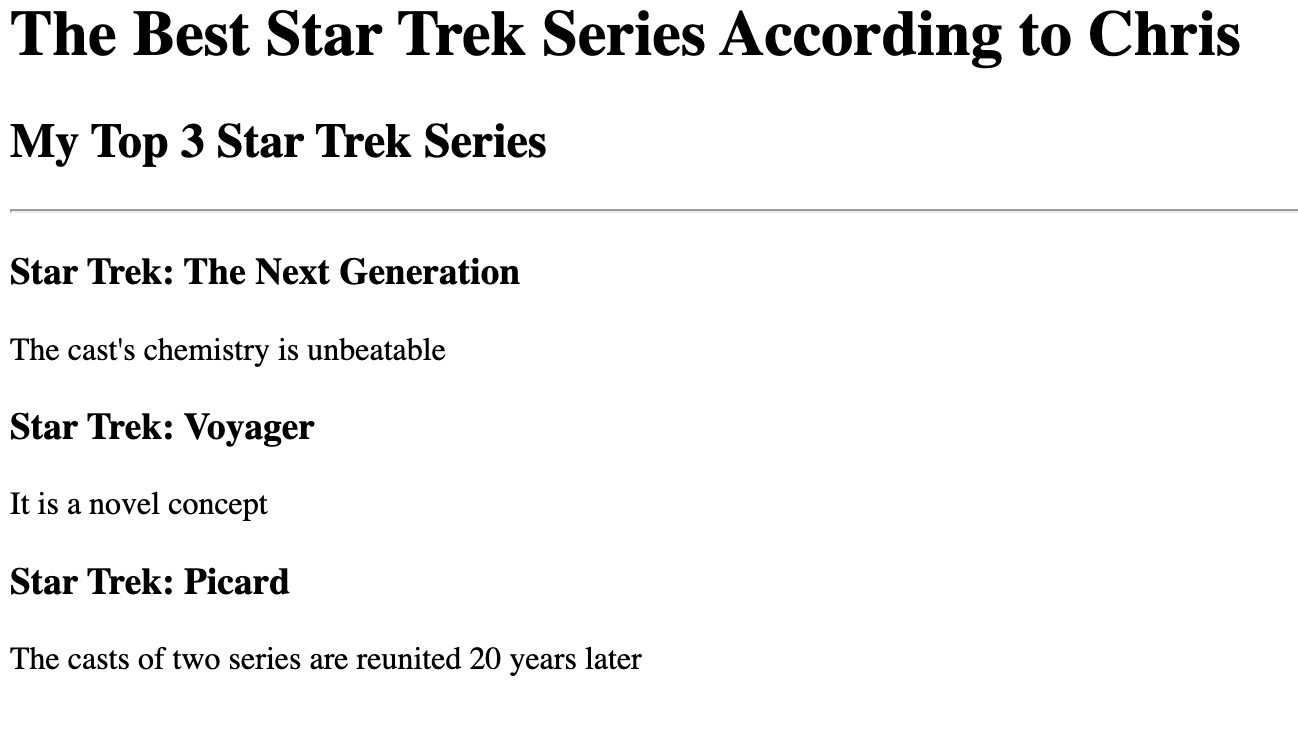 The Best Star Trek Series According to Chris
My Top 3 Star Trek Series
Star Trek: The Next Generation
The cast's chemistry is unbeatable
Star Trek: Voyager
It is a novel concept
Star Trek: Picard
The casts of two series are reunited 20 years later